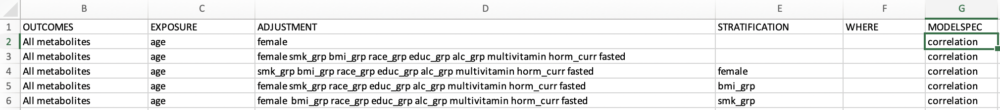 B C D E F G
1 OUTCOMES EXPOSURE ADJUSTMENT STRATIFICATION WHERE MODELSPEC
2 All metabolites age female correlation
3 All metabolites age female smk_grp bmi_grp race_grp educ_grp alc_grp multivitamin horm_curr fasted correlation
4 All metabolites age smk_grp bmi_grp race_grp educ_grp alc_grp multivitamin horm_curr fasted female correlation
5 All metabolites age female smk_grp race_grp educ_grp alc_grp multivitamin horm_curr fasted bmi_grp correlation
6 All metabolites age female bmi_grp race_grp educ_grp alc_grp multivitamin horm_curr fasted smk_grp correlation